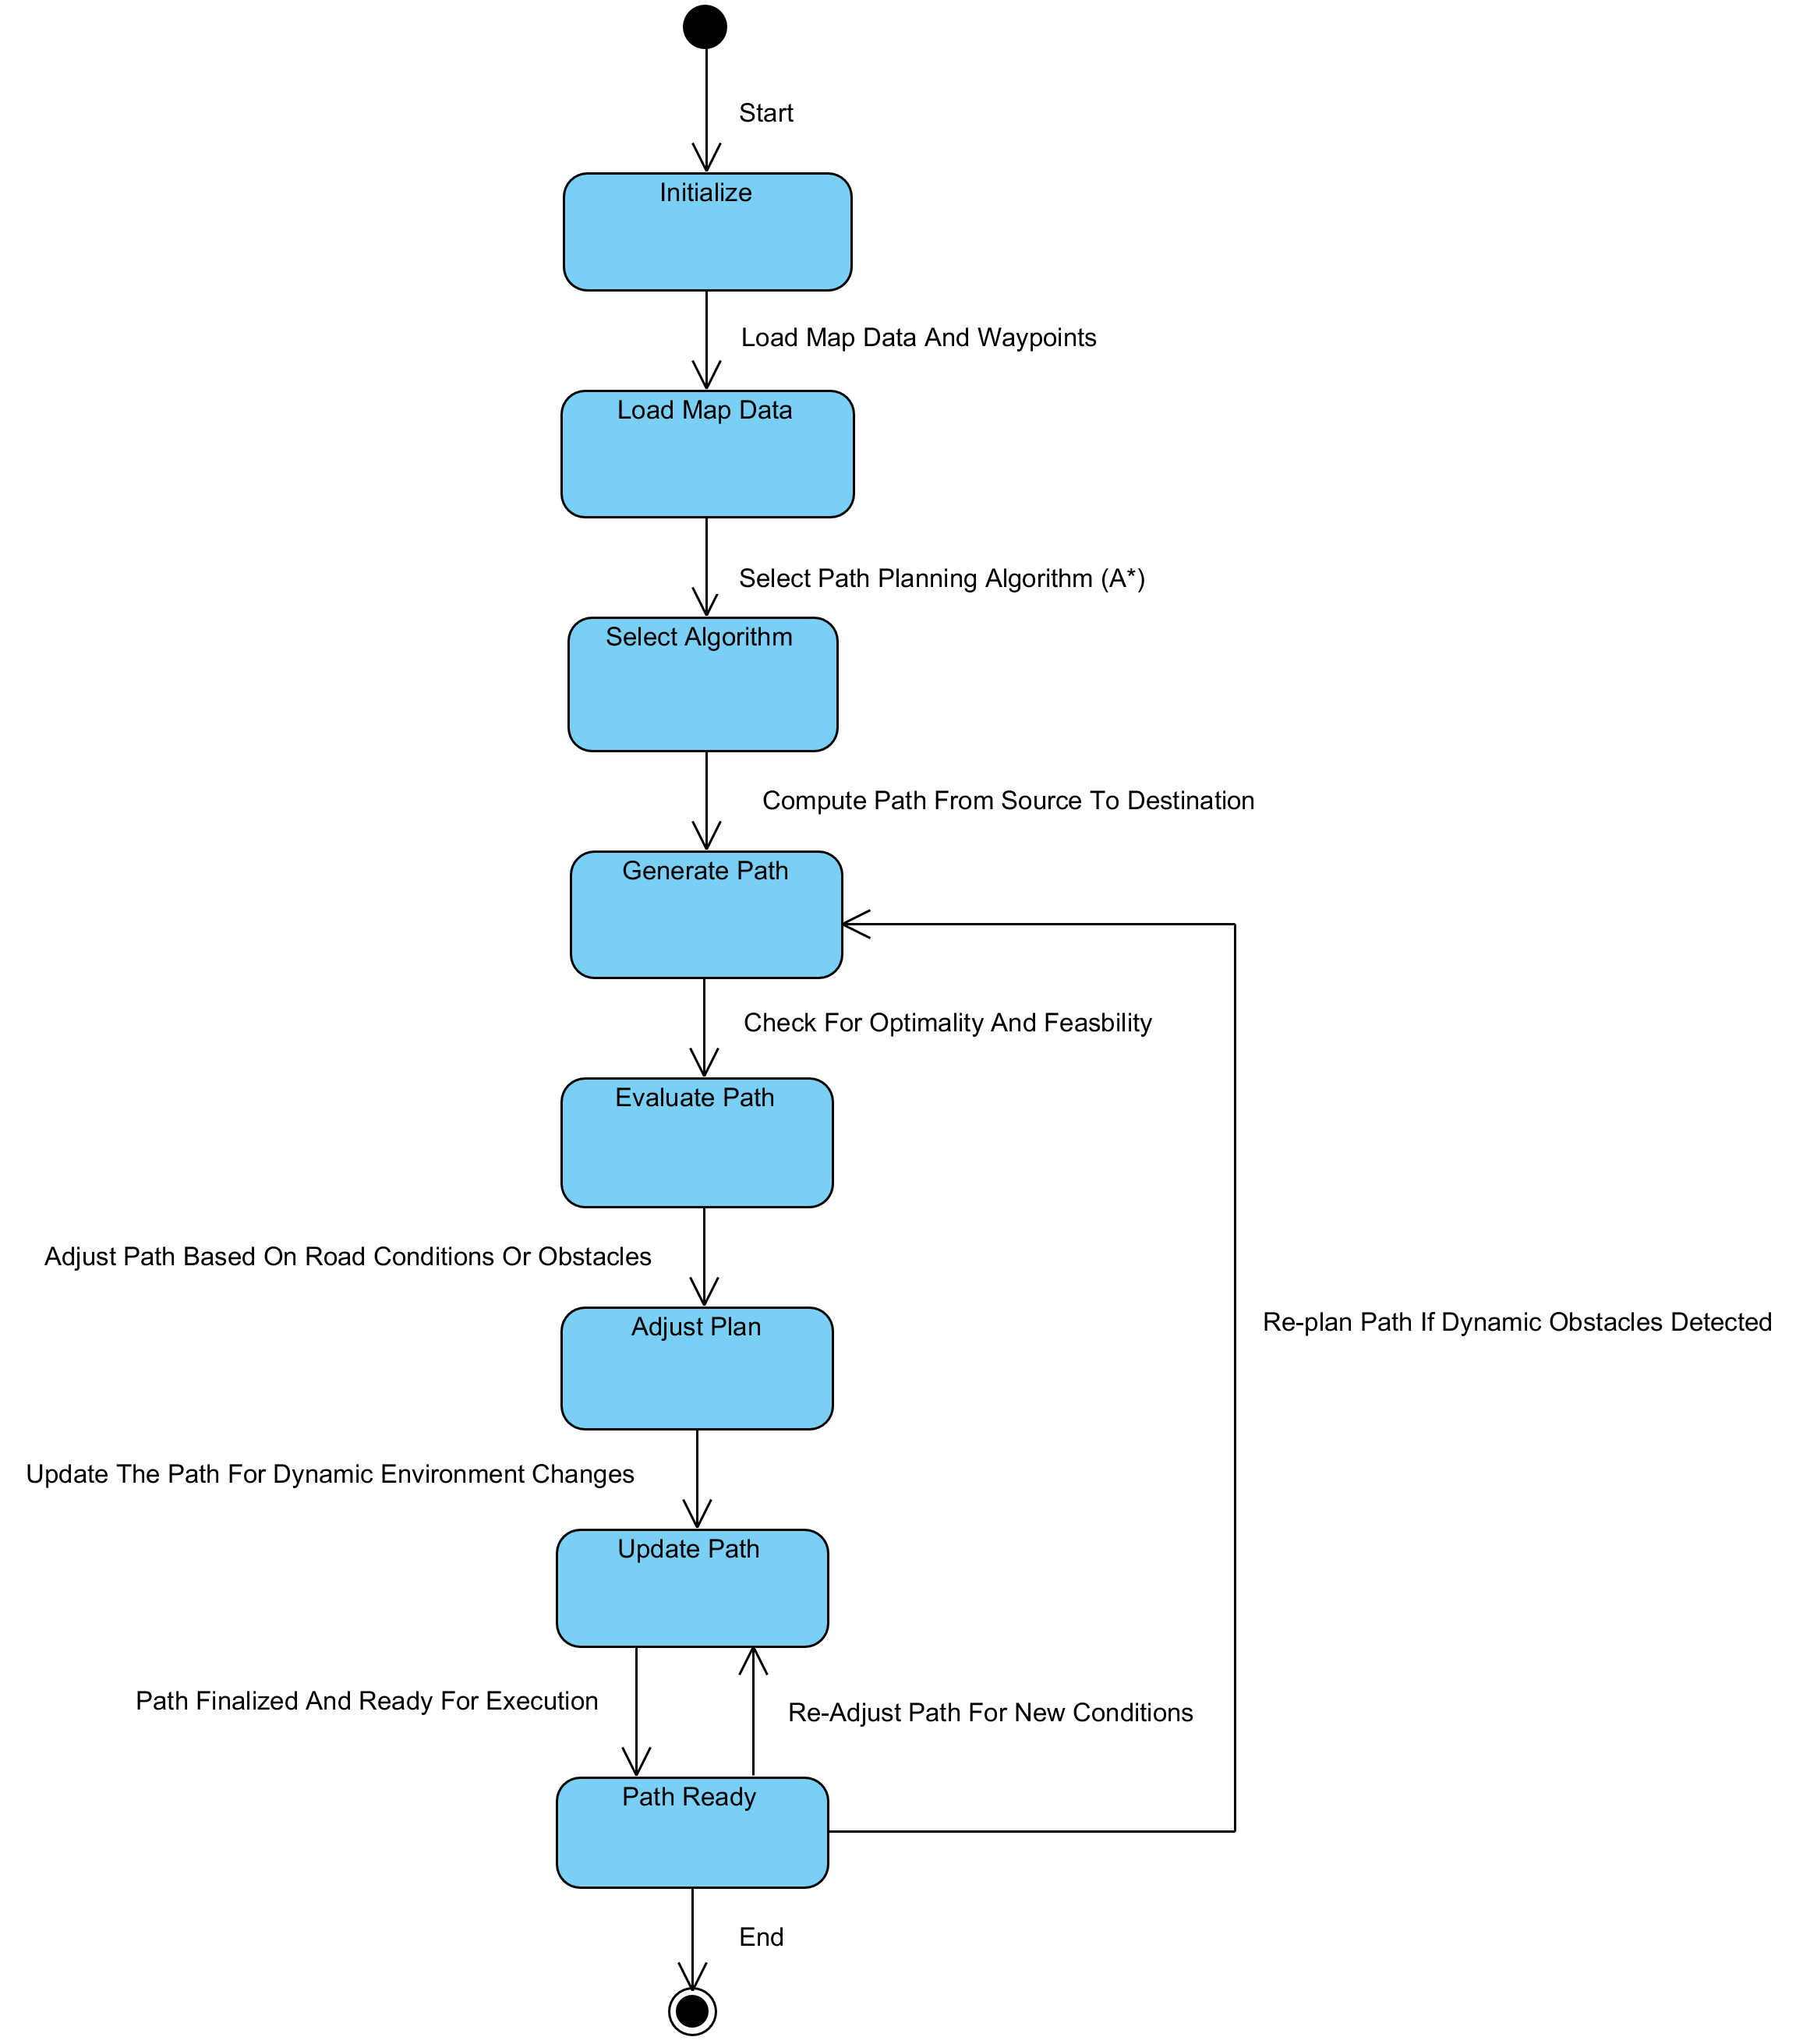 Start
Initialize
Load Map Data And Waypoints
Load Map Data
Select Path Planning Algorithm (A*)
Select Algorithm
Compute Path From Source To Destination
Generate Path
Check For Optimality And Feasbility
Evaluate Path
Adjust Path Based On Road Conditions Or Obstacles
Adjust Plan
Re-plan Path If Dynamic Obstacles Detected
Update The Path For Dynamic Environment Changes
Update Path
Path Finalized And Ready For Execution
Re-Adjust Path For New Conditions
Path Ready
End